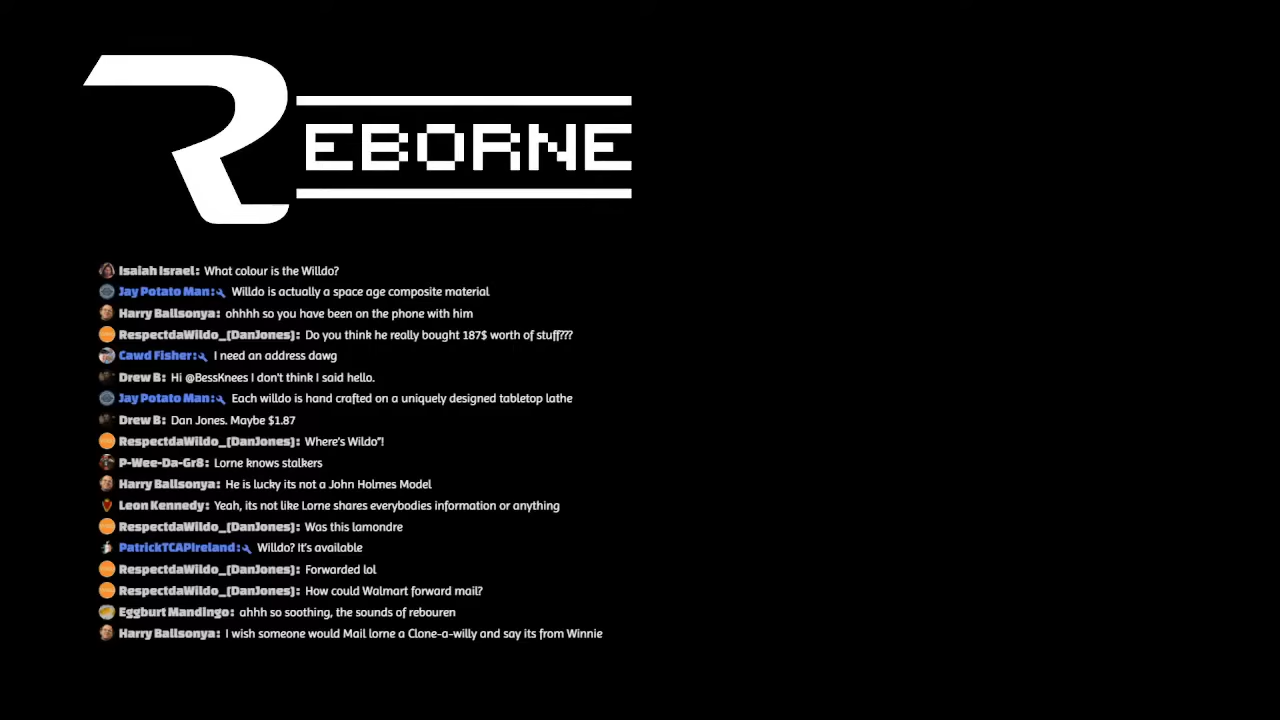 REBORNE
Isaiah Israel: What colour is the Willdo?
Jay Potato Man: Willdo is actually a space age composite material
Harry Ballsonya: ohhhh so you have been on the phone with him
RespectdaWildo_(DanJones): Do you think he really bought 187$ worth of stuff???
Cawd Fisher: I need an address dawg
Drew B: Hi @BessKnees I don't think I said hello.
Jay Potato Man: Each willdo is hand crafted on a uniquely designed tabletop lathe
Drew B: Dan Jones. Maybe $1.87
RespectdaWildo_(DanJones): Where's Wildo"!
P-Wee-Da-Gr8: Lorne knows stalkers
Harry Ballsonya: He is lucky its not a John Holmes Model
Leon Kennedy: Yeah, its not like Lorne shares everybodies information or anything
RespectdaWildo_(DanJones): Was this lamondre
PatrickTCAPIreland: Willdo? It's available
RespectdaWildo_(DanJones): Forwarded lol
RespectdaWildo_(DanJones): How could Walmart forward mail?
Eggburt Mandingo: ahhh so soothing, the sounds of rebouren
Harry Ballsonya: I wish someone would Mail lorne a Clone-a-willy and say its from Winnie